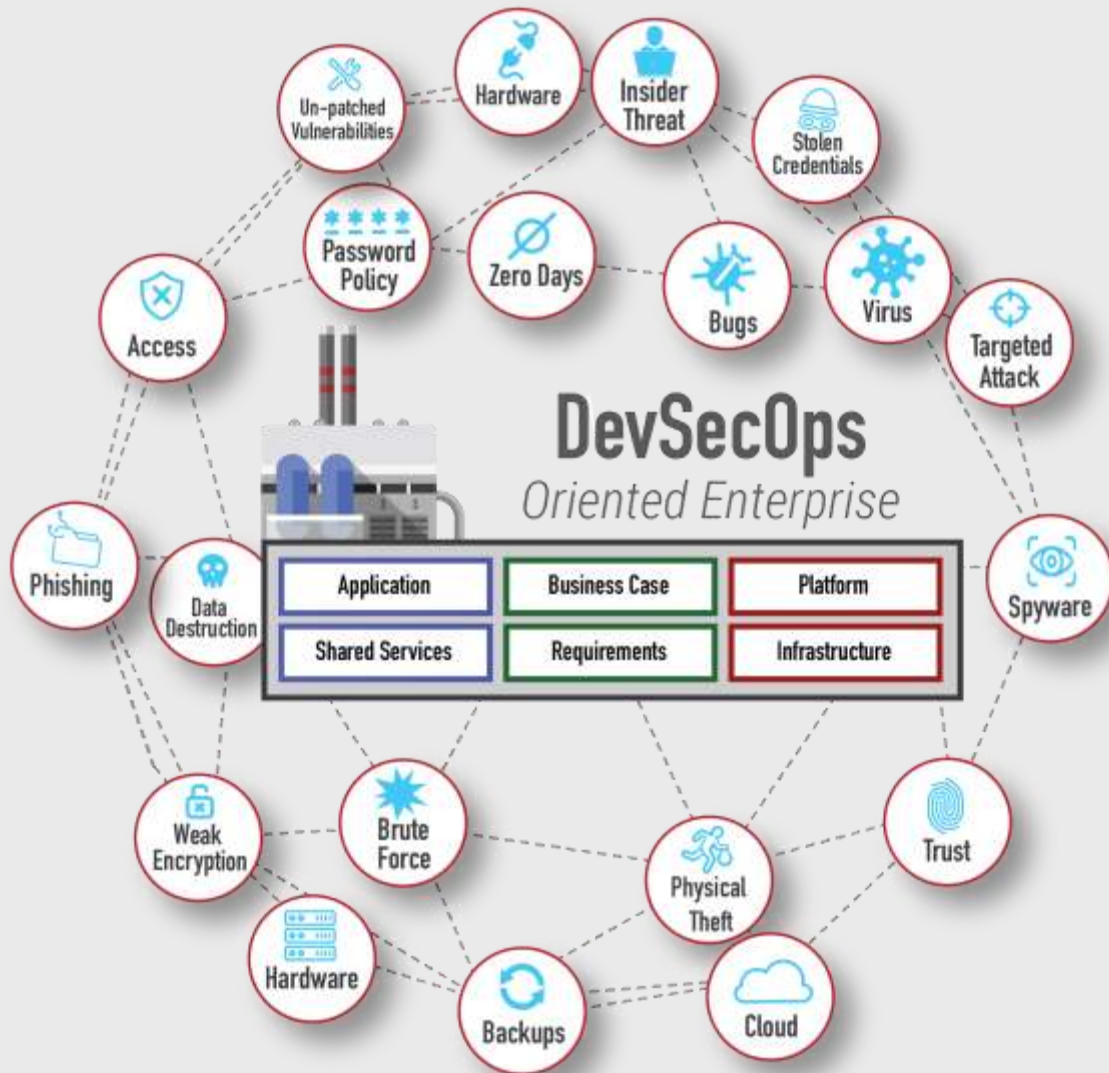 Hardware
Insider
Threat
Un-patched
Vulnerabilities
Stolen
Credentials
Password
Policy
Zero Days
Bugs
Virus
Access
Targeted
Attack
DevSecOps
Oriented Enterprise
Phishing
Data
Destruction
Application
Business Case
Platform
Spyware
Shared Services
Requirements
Infrastructure
Weak
Encryption
Brute
Force
Physical
Theft
Trust
Hardware
Backups
Cloud